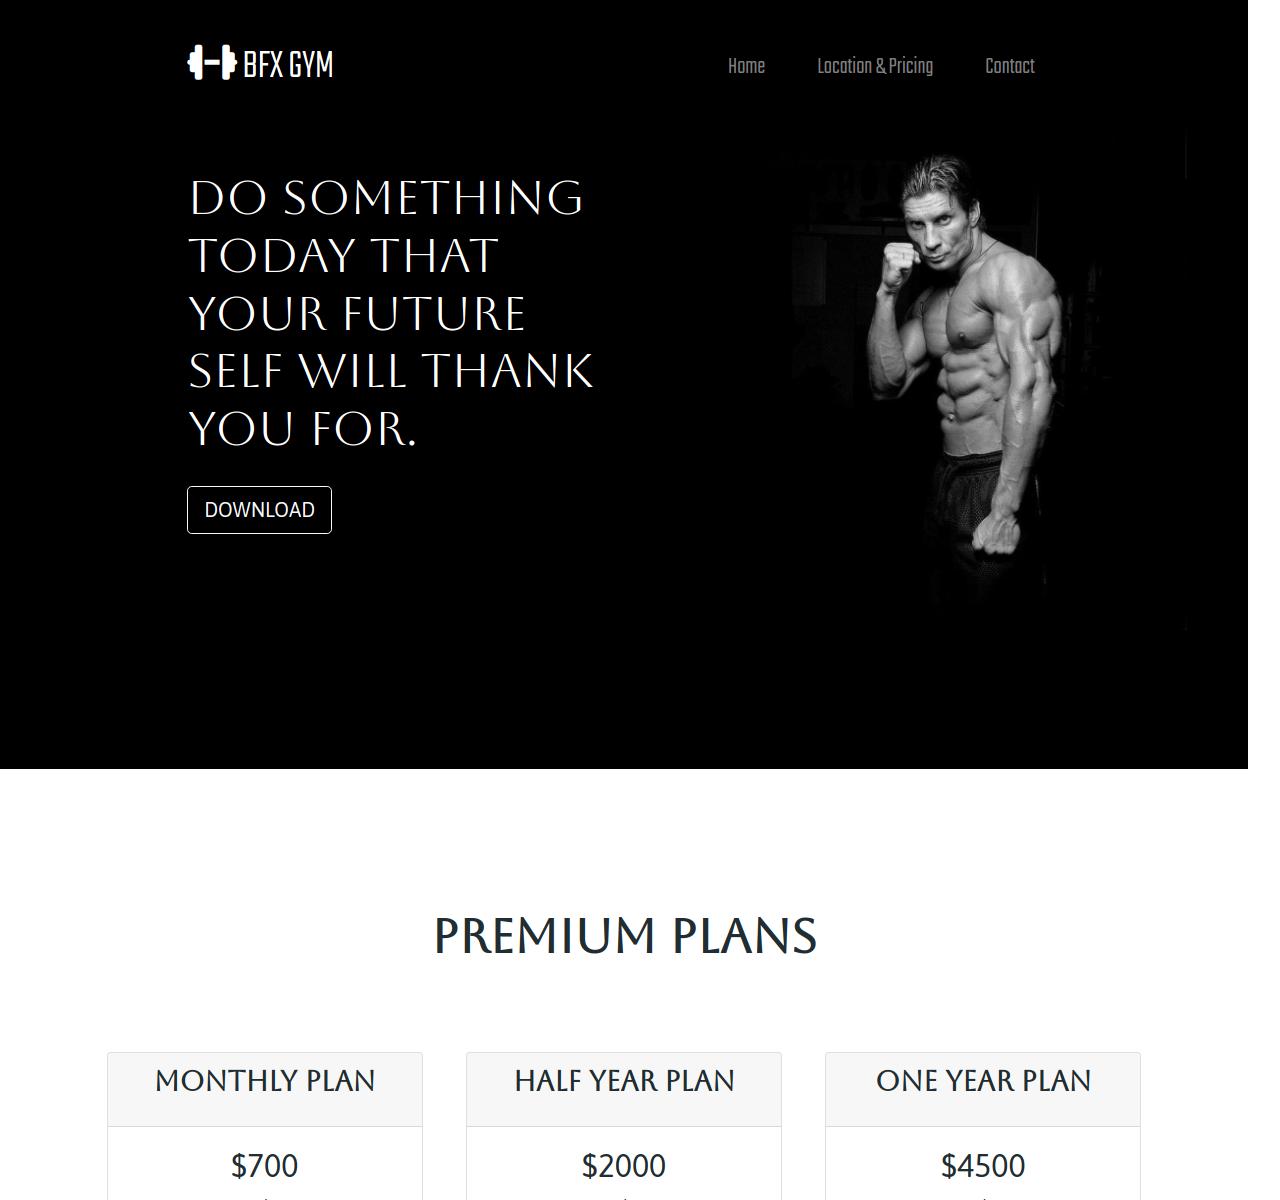 BFX GYM
Home
Location & Pricing
Contact
DO SOMETHING
TODAY THAT
YOUR FUTURE
SELF WILL THANK
YOU FOR.
DOWNLOAD
PREMIUM PLANS
MONTHLY PLAN
HALF YEAR PLAN
ONE YEAR PLAN
$700
$2000
$4500